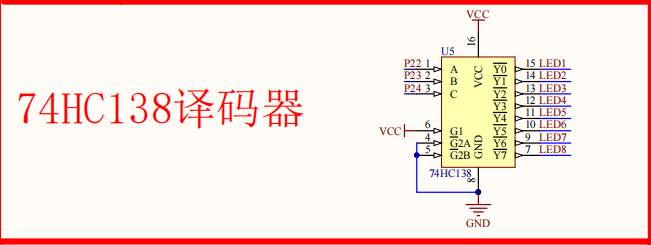 74HC138译码器
VCC
16
U5
P22 1 A VCC Y0 15 LED1
P23 2 B Y1 14 LED2
P24 3 C Y2 13 LED3
Y3 12 LED4
Y4 11 LED5
VCC 6 G1 Y5 10 LED6
4 G2A GND Y6 9 LED7
5 G2B Y7 7 LED8
74HC138
8
GND